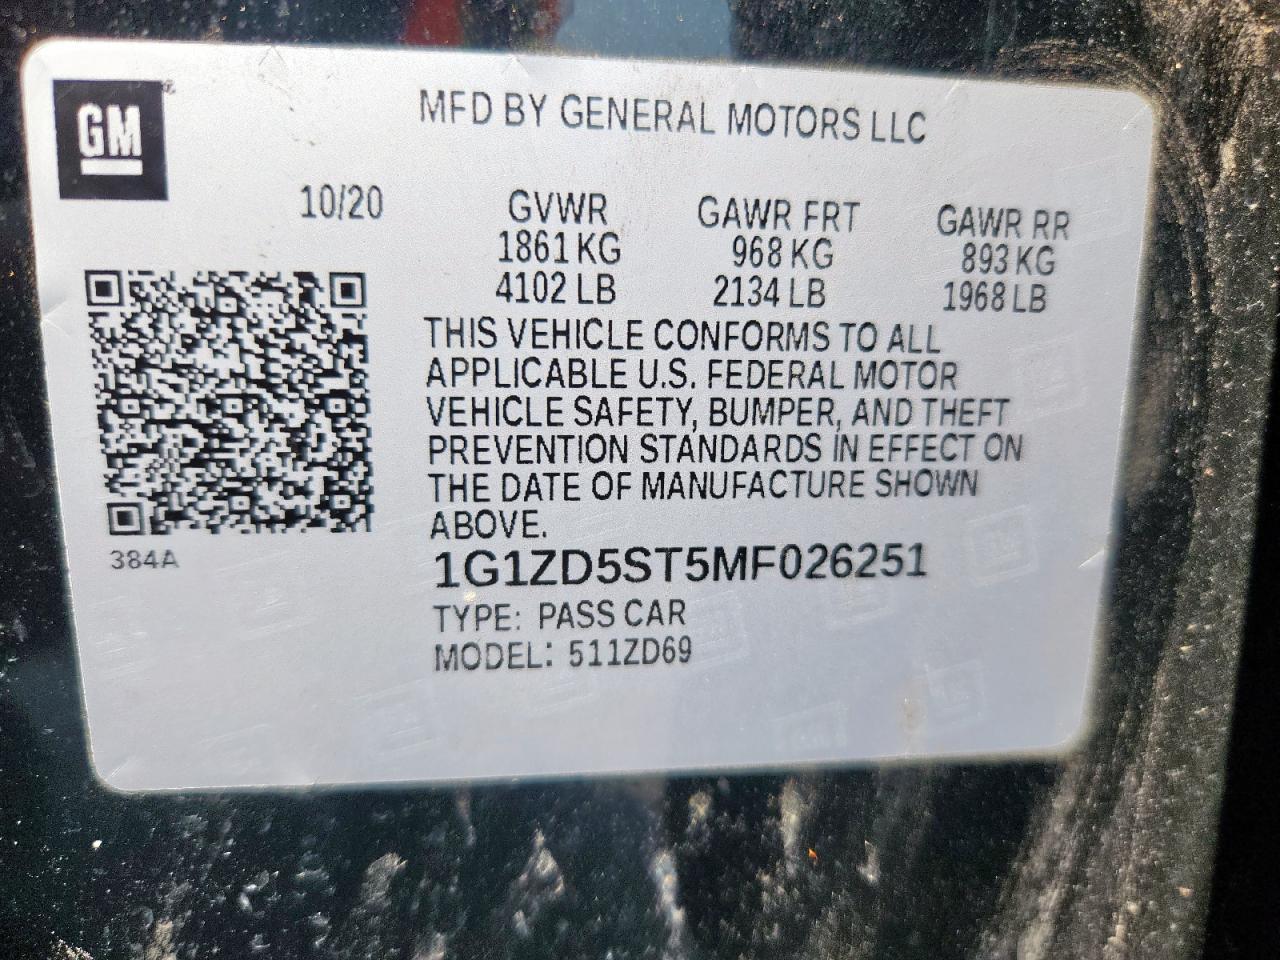 GM
MFD BY GENERAL MOTORS LLC
10/20
GVWR
1861 KG
4102 LB
GAWR FRT
968 KG
2134 LB
GAWR RR
893 KG
1968 LB
THIS VEHICLE CONFORMS TO ALL
APPLICABLE U.S. FEDERAL MOTOR
VEHICLE SAFETY, BUMPER, AND THEFT
PREVENTION STANDARDS IN EFFECT ON
THE DATE OF MANUFACTURE SHOWN
ABOVE.
384A
1G1ZD5ST5MF026251
TYPE: PASS CAR
MODEL: 511ZD69